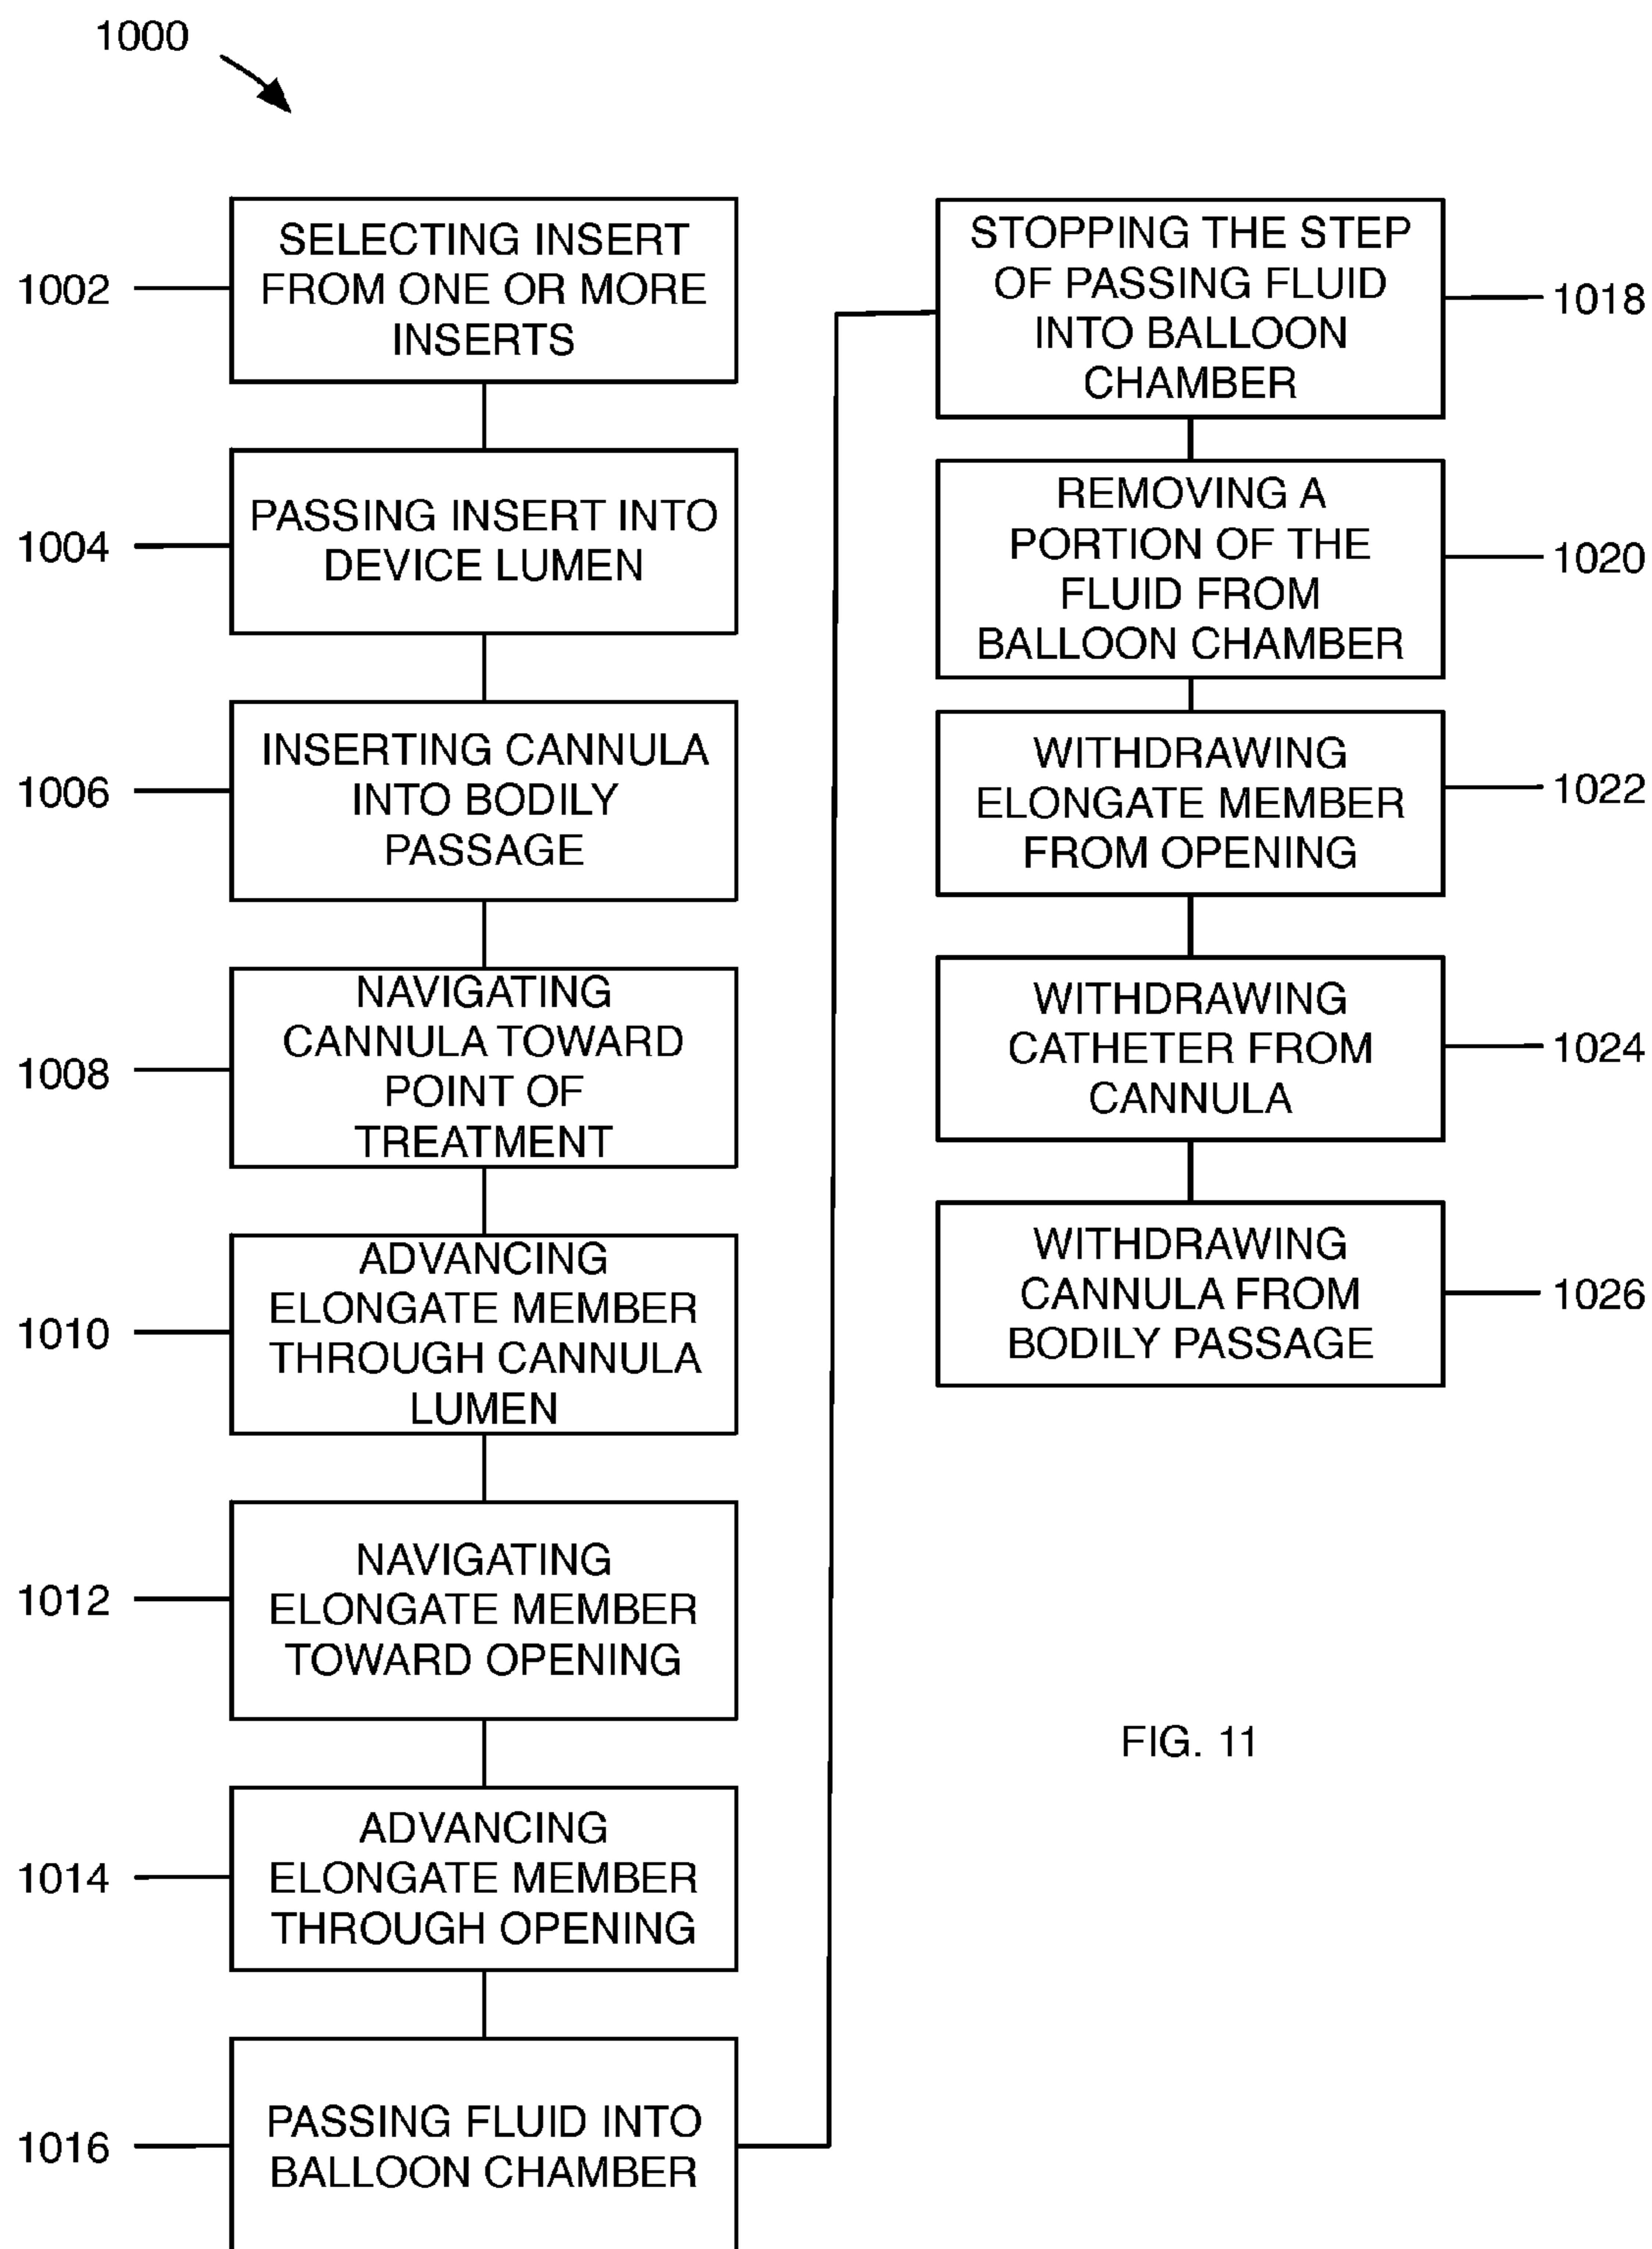 1000
1002
SELECTING INSERT
FROM ONE OR MORE
INSERTS
1004
PASSING INSERT INTO
DEVICE LUMEN
1006
INSERTING CANNULA
INTO BODILY
PASSAGE
1008
NAVIGATING
CANNULA TOWARD
POINT OF
TREATMENT
1010
ADVANCING
ELONGATE MEMBER
THROUGH CANNULA
LUMEN
1012
NAVIGATING
ELONGATE MEMBER
TOWARD OPENING
1014
ADVANCING
ELONGATE MEMBER
THROUGH OPENING
1016
PASSING FLUID INTO
BALLOON CHAMBER
STOPPING THE STEP
OF PASSING FLUID
INTO BALLOON
CHAMBER
1018
REMOVING A
PORTION OF THE
FLUID FROM
BALLOON CHAMBER
1020
WITHDRAWING
ELONGATE MEMBER
FROM OPENING
1022
WITHDRAWING
CATHETER FROM
CANNULA
1024
WITHDRAWING
CANNULA FROM
BODILY PASSAGE
1026
FIG. 11